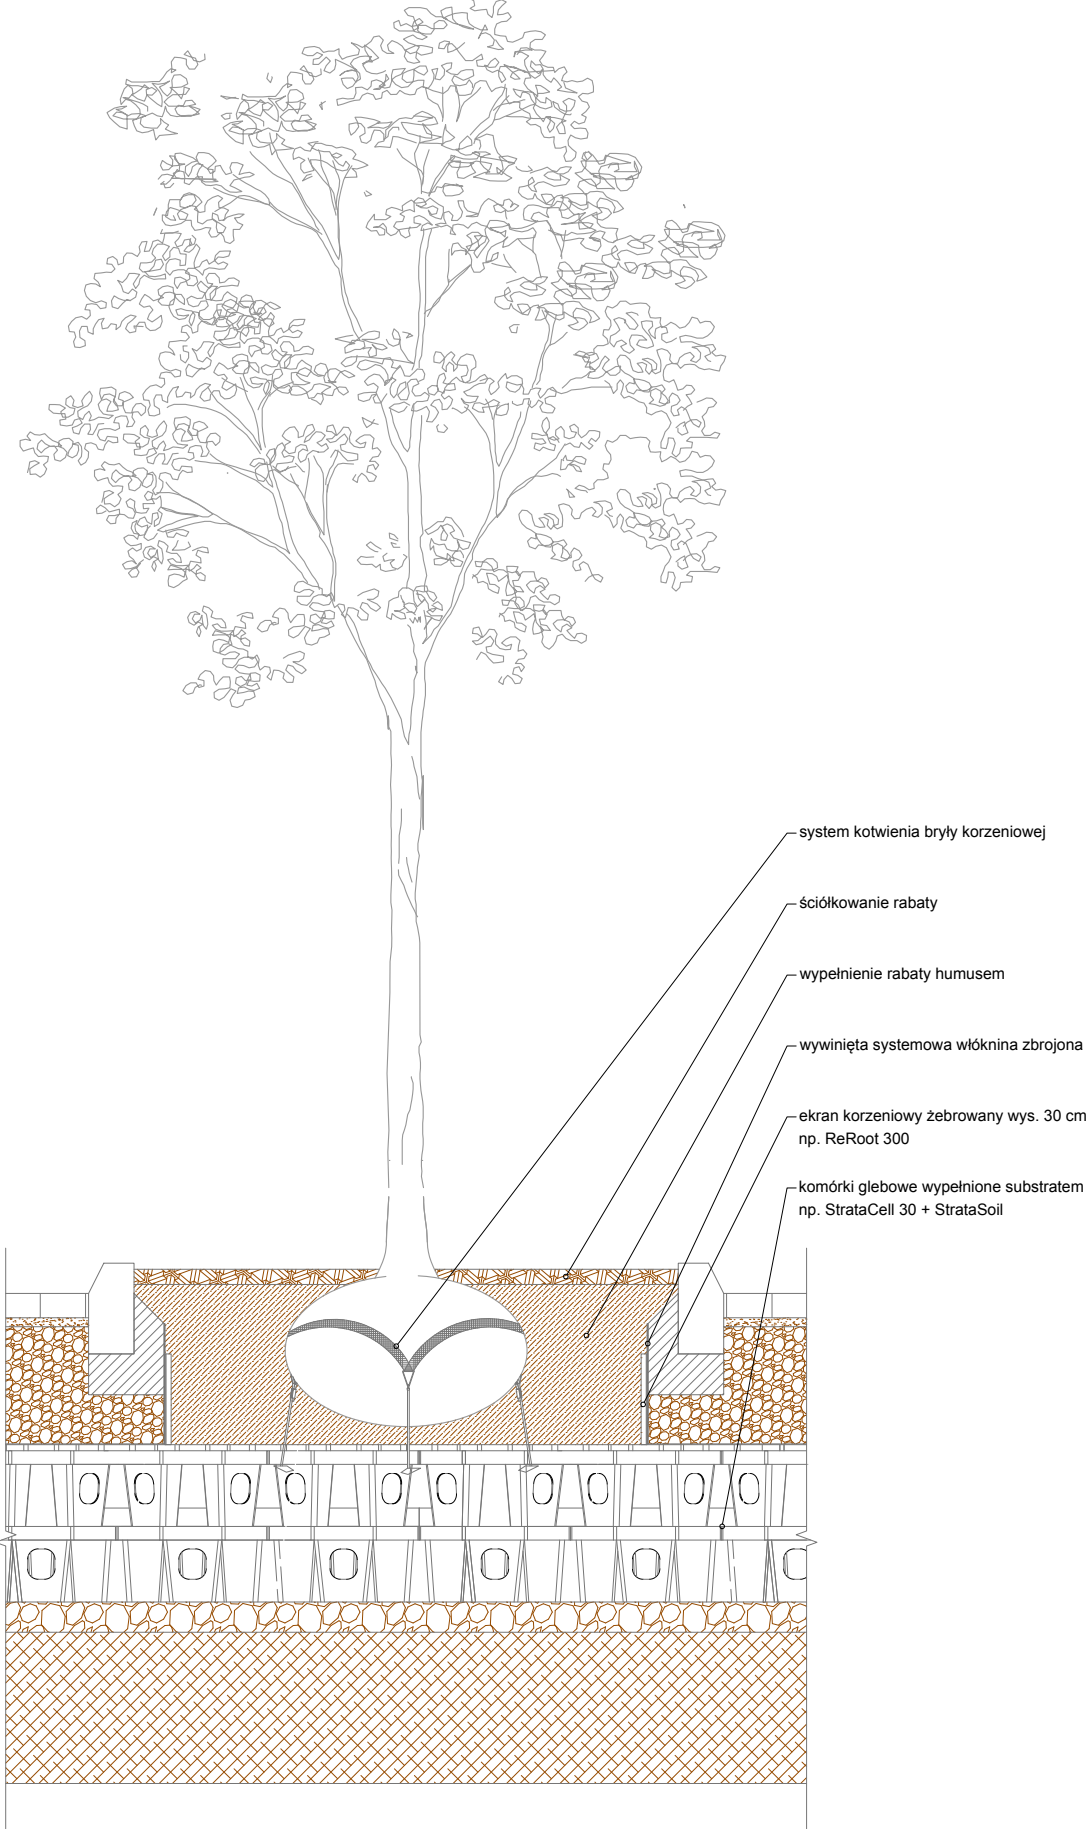 system kotwienia bryły korzeniowej
ściółkowanie rabaty
wypełnienie rabaty humusem
wywinięta systemowa włóknina zbrojona
ekran korzeniowy żebrowany wys. 30 cm
np. ReRoot 300
komórki glebowe wypełnione substratem
np. StrataCell 30 + StrataSoil